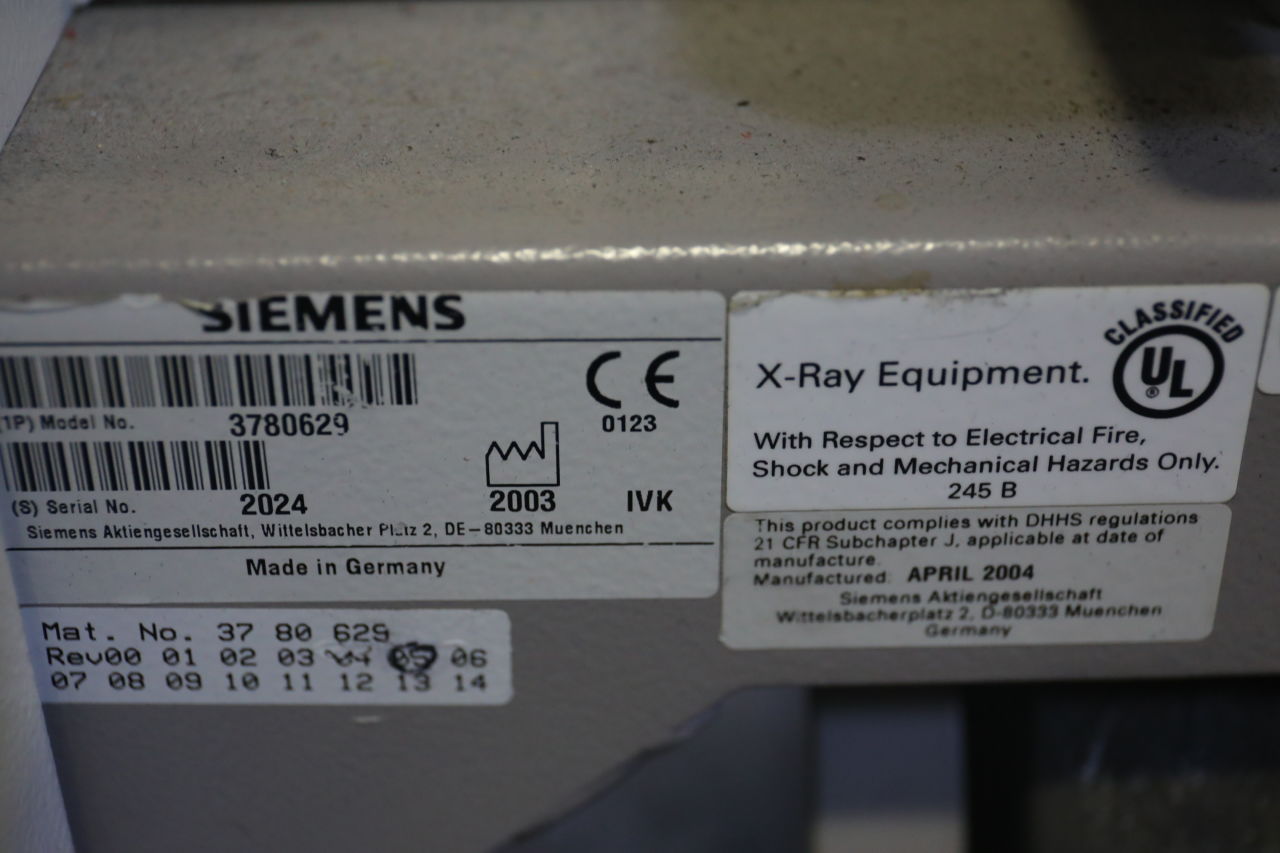 SIEMENS
(1P) Model No. 3780629
CE
0123
(S) Serial No. 2024
2003 IVK
Siemens Aktiengesellschaft, Wittelsbacher Platz 2, DE-80333 Muenchen
Made in Germany
Mat. No. 37 80 629
Rev00 01 02 03 04 05 06
07 08 09 10 11 12 13 14
CLASSIFIED
UL
®
X-Ray Equipment.
With Respect to Electrical Fire,
Shock and Mechanical Hazards Only.
245 B
This product complies with DHHS regulations
21 CFR Subchapter J, applicable at date of
manufacture.
Manufactured: APRIL 2004
Siemens Aktiengesellschaft
Wittelsbacherplatz 2, D-80333 Muenchen
Germany